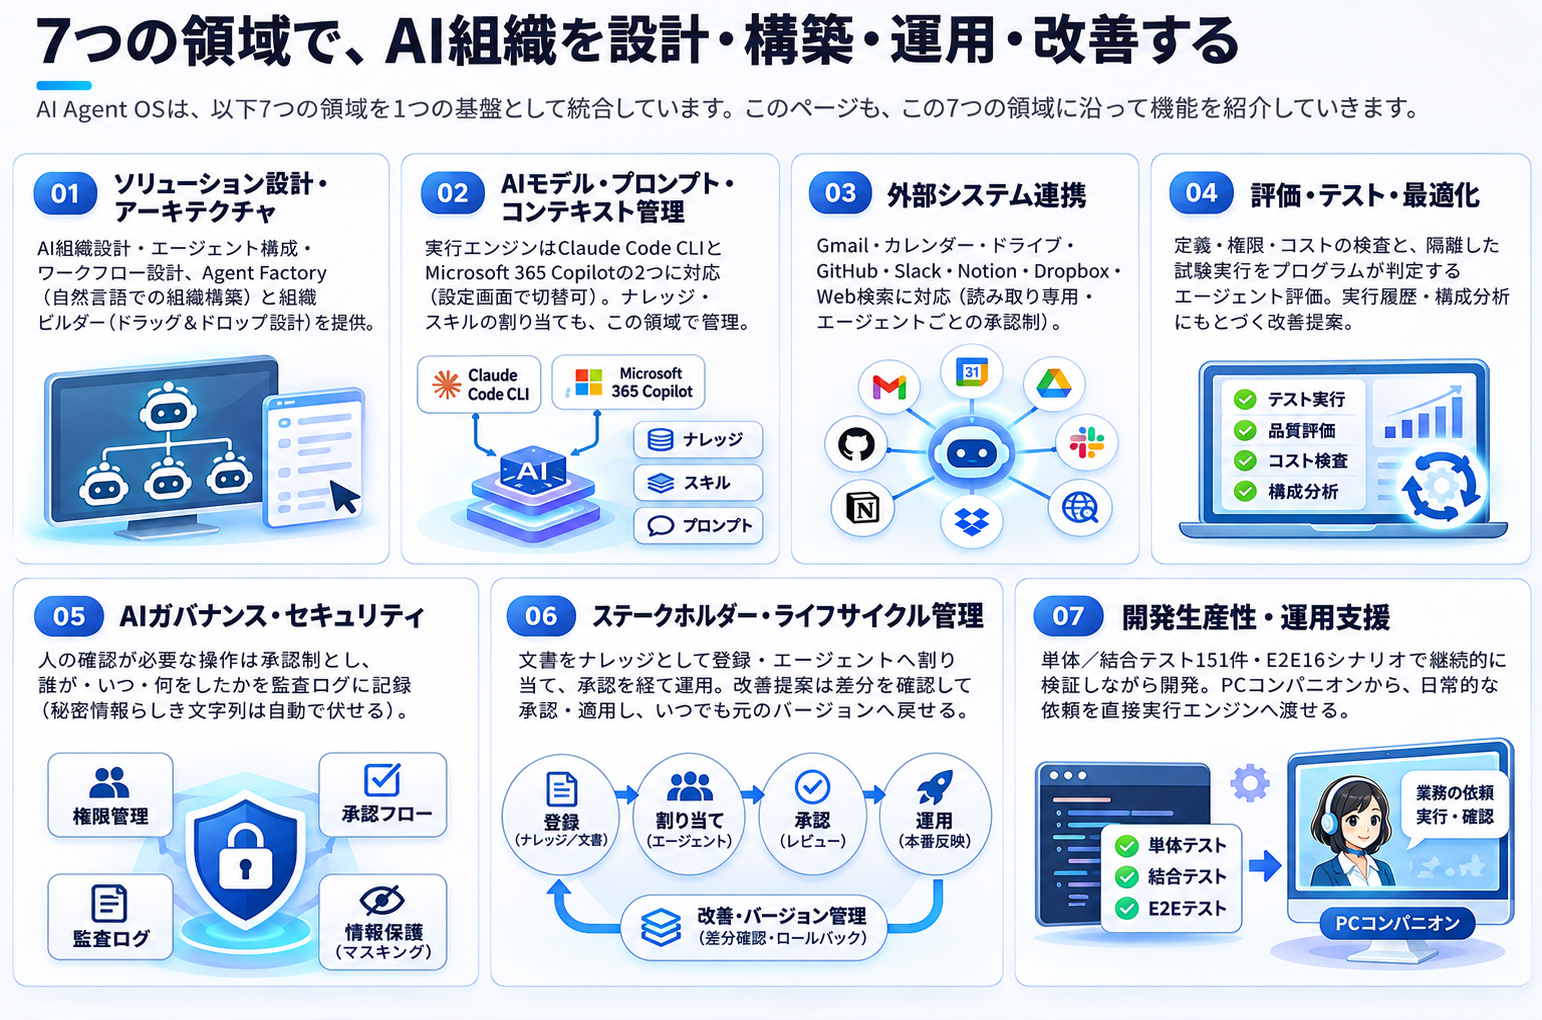 7つの領域で、AI組織を設計・構築・運用・改善する
AI Agent OSは、以下7つの領域を1つの基盤として統合しています。このページも、この7つの領域に沿って機能を紹介していきます。
01
ソリューション設計・
アーキテクチャ
AI組織設計・エージェント構成・
ワークフロー設計、Agent Factory
（自然言語での組織構築）と組織
ビルダー（ドラッグ＆ドロップ設計）を提供。
02
AIモデル・プロンプト・
コンテキスト管理
実行エンジンはClaude Code CLIと
Microsoft 365 Copilotの2つに対応
（設定画面で切替可）。ナレッジ・
スキルの割り当ても、この領域で管理。
Claude
Code CLI
Microsoft
365 Copilot
AI
ナレッジ
スキル
プロンプト
03
外部システム連携
Gmail・カレンダー・ドライブ・
GitHub・Slack・Notion・Dropbox・
Web検索に対応（読み取り専用・
エージェントごとの承認制）。
31
N
04
評価・テスト・最適化
定義・権限・コストの検査と、隔離した
試験実行をプログラムが判定する
エージェント評価。実行履歴・構成分析
にもとづく改善提案。
テスト実行
品質評価
コスト検査
構成分析
05
AIガバナンス・セキュリティ
人の確認が必要な操作は承認制とし、
誰が・いつ・何をしたかを監査ログに記録
（秘密情報らしき文字列は自動で伏せる）。
権限管理
承認フロー
監査ログ
情報保護
（マスキング）
06
ステークホルダー・ライフサイクル管理
文書をナレッジとして登録・エージェントへ割り
当て、承認を経て運用。改善提案は差分を確認して
承認・適用し、いつでも元のバージョンへ戻せる。
登録
（ナレッジ／文書）
割り当て
（エージェント）
承認
（レビュー）
運用
（本番反映）
改善・バージョン管理
（差分確認・ロールバック）
07
開発生産性・運用支援
単体／結合テスト151件・E2E16シナリオで継続的に
検証しながら開発。PCコンパニオンから、日常的な
依頼を直接実行エンジンへ渡せる。
単体テスト
結合テスト
E2Eテスト
業務の依頼
実行・確認
PCコンパニオン